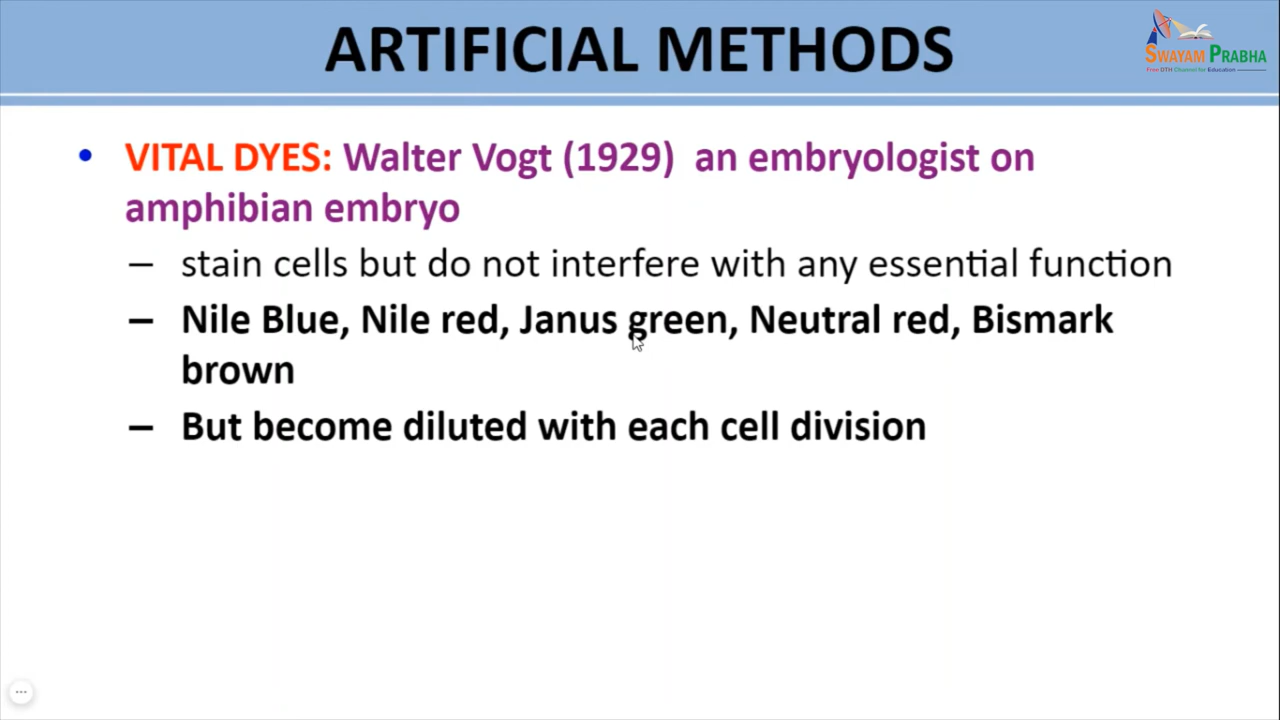 ARTIFICIAL METHODS
SWAYAM PRABHA
Free DTH Channel for Education
• VITAL DYES: Walter Vogt (1929) an embryologist on
amphibian embryo
– stain cells but do not interfere with any essential function
– Nile Blue, Nile red, Janus green, Neutral red, Bismark
brown
– But become diluted with each cell division